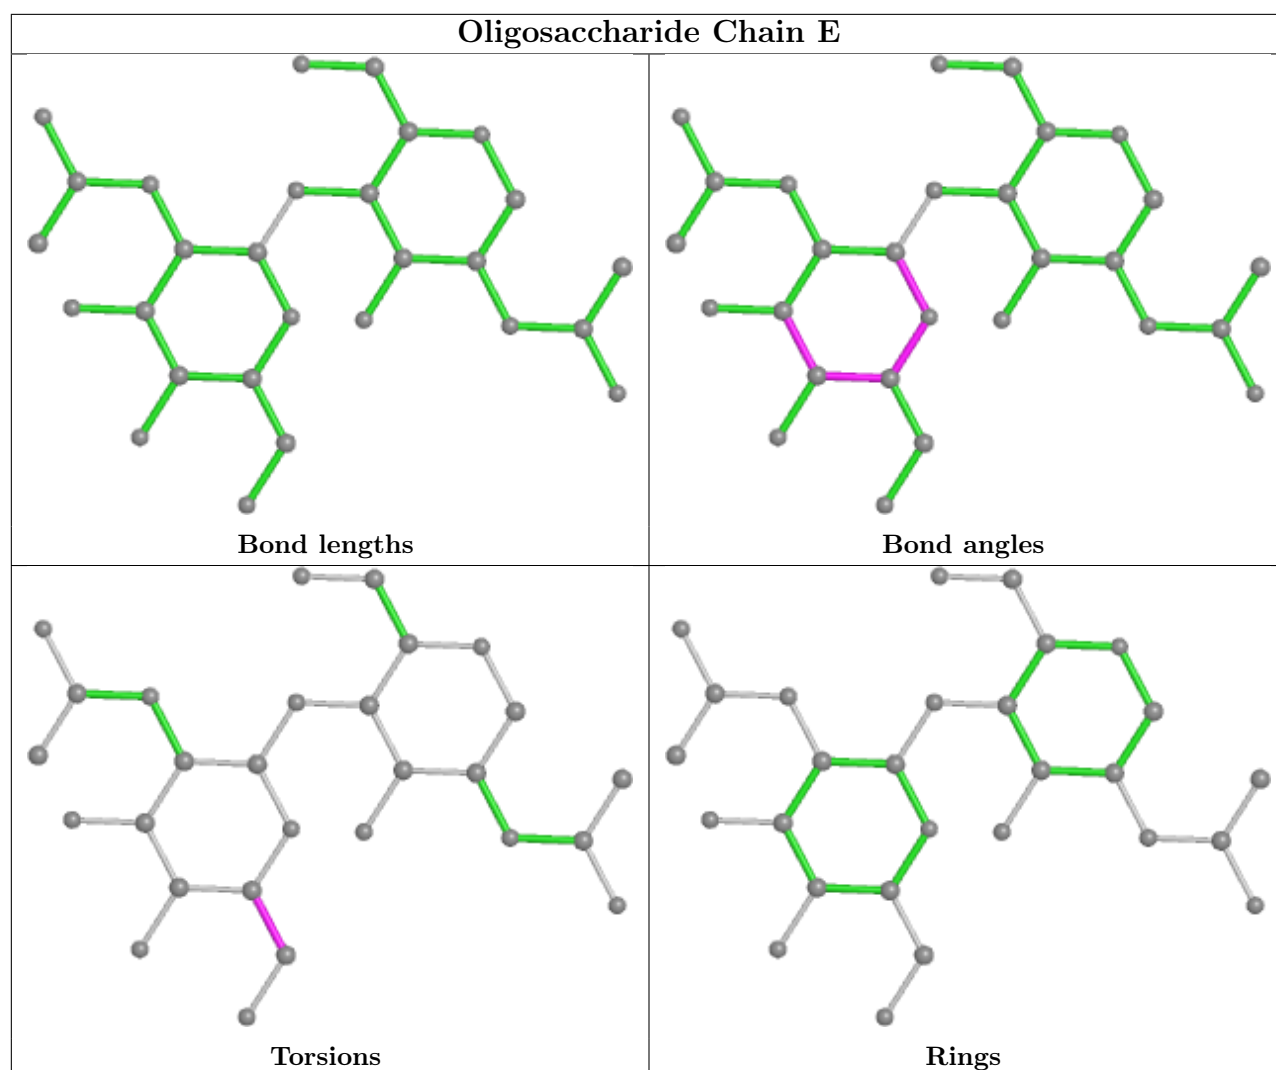 Oligosaccharide Chain E
Bond lengths
Bond angles
Torsions
Rings